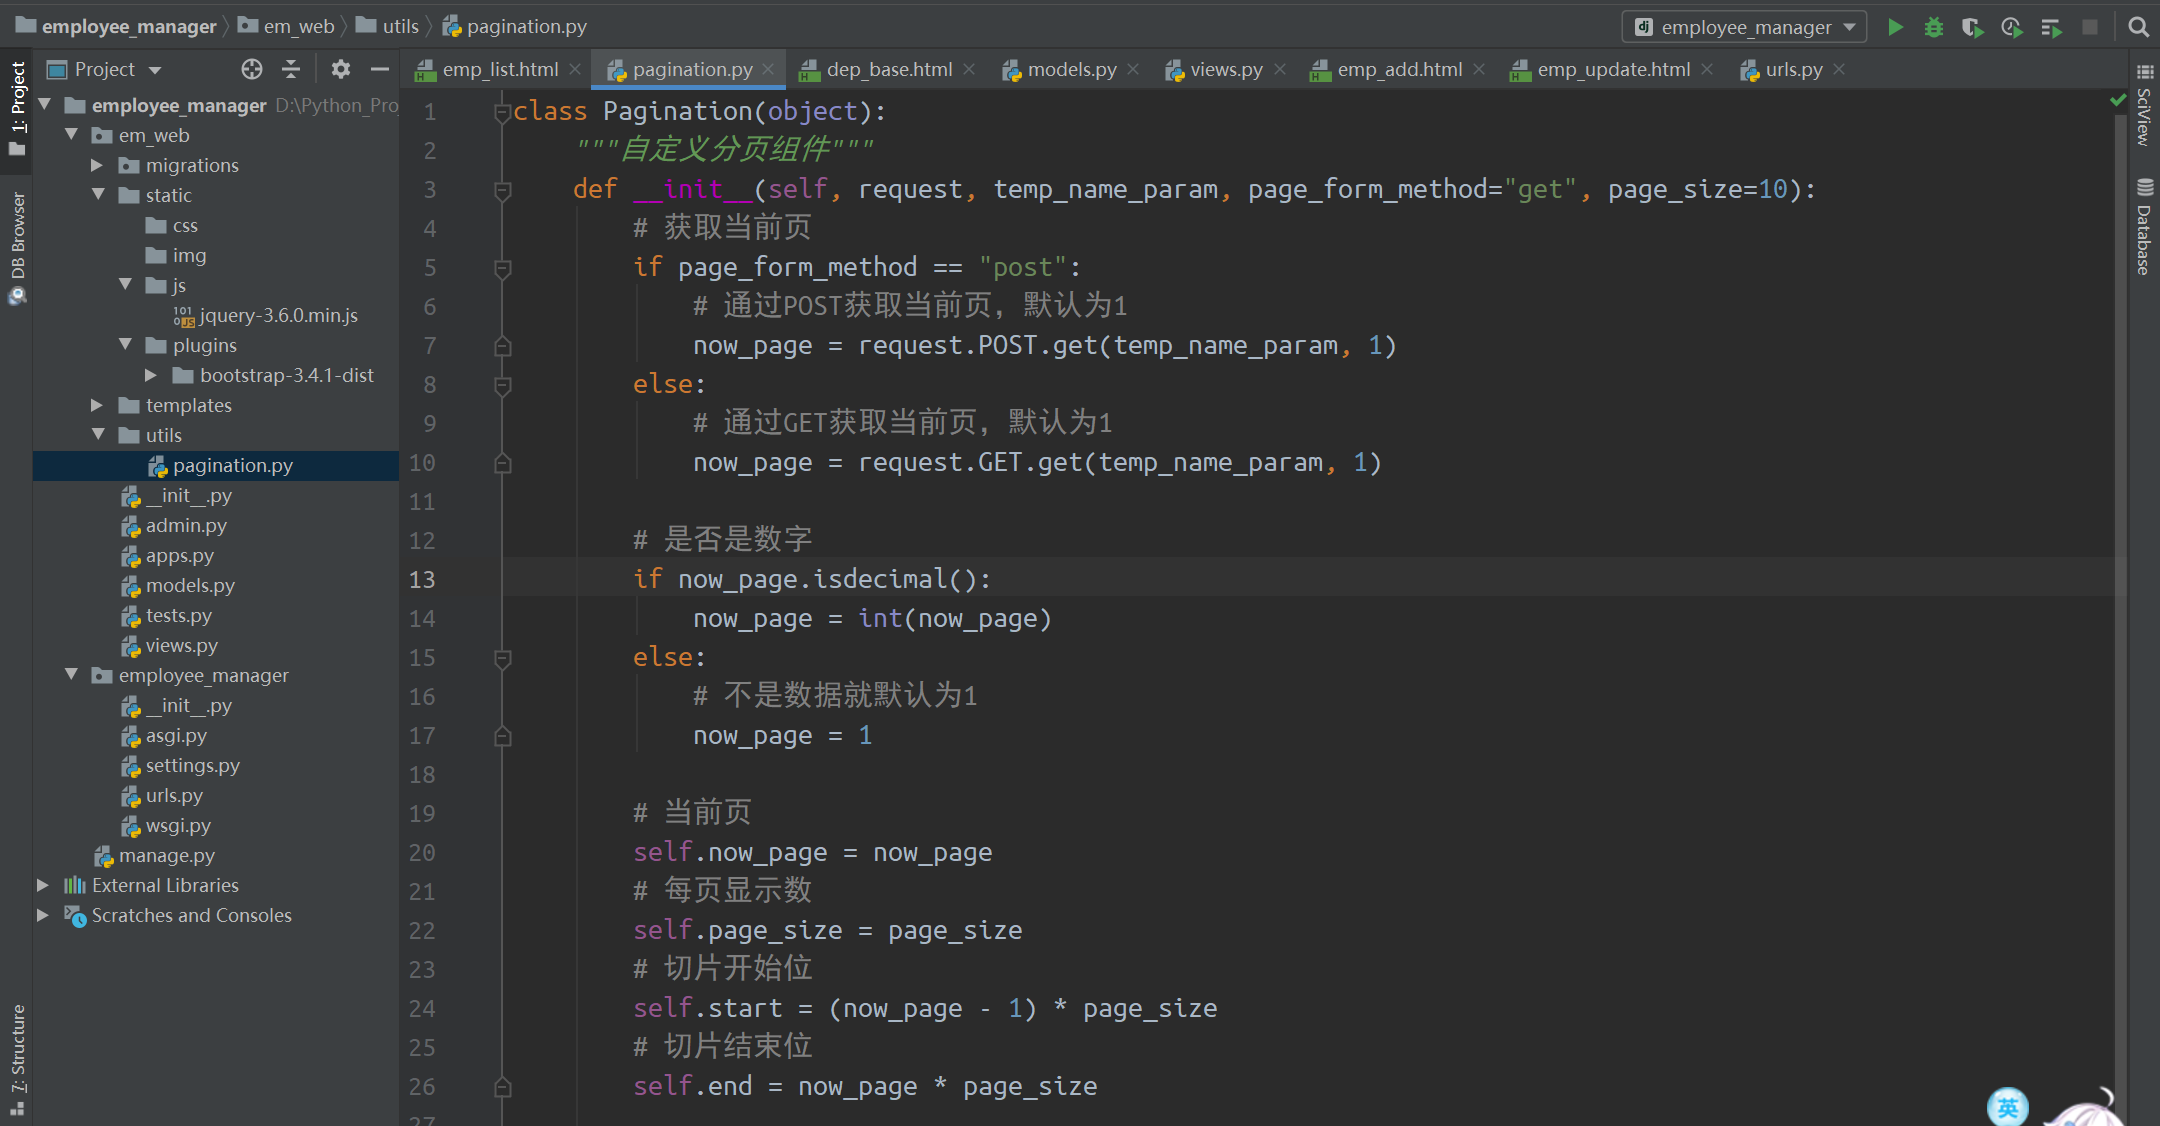 employee_manager em_web utils pagination.py employee_manager
1: Project
DB Browser
7: Structure
Project
employee_manager D:\Python_Pro
em_web
migrations
static
css
img
js
jquery-3.6.0.min.js
plugins
bootstrap-3.4.1-dist
templates
utils
pagination.py
__init__.py
admin.py
apps.py
models.py
tests.py
views.py
employee_manager
__init__.py
asgi.py
settings.py
urls.py
wsgi.py
manage.py
External Libraries
Scratches and Consoles
emp_list.html pagination.py dep_base.html models.py views.py emp_add.html emp_update.html urls.py
1 class Pagination(object):
2 """自定义分页组件"""
3 def __init__(self, request, temp_name_param, page_form_method="get", page_size=10):
4 # 获取当前页
5 if page_form_method == "post":
6 # 通过POST获取当前页，默认为1
7 now_page = request.POST.get(temp_name_param, 1)
8 else:
9 # 通过GET获取当前页，默认为1
10 now_page = request.GET.get(temp_name_param, 1)
11
12 # 是否是数字
13 if now_page.isdecimal():
14 now_page = int(now_page)
15 else:
16 # 不是数据就默认为1
17 now_page = 1
18
19 # 当前页
20 self.now_page = now_page
21 # 每页显示数
22 self.page_size = page_size
23 # 切片开始位
24 self.start = (now_page - 1) * page_size
25 # 切片结束位
26 self.end = now_page * page_size
27
SciView
Database
英